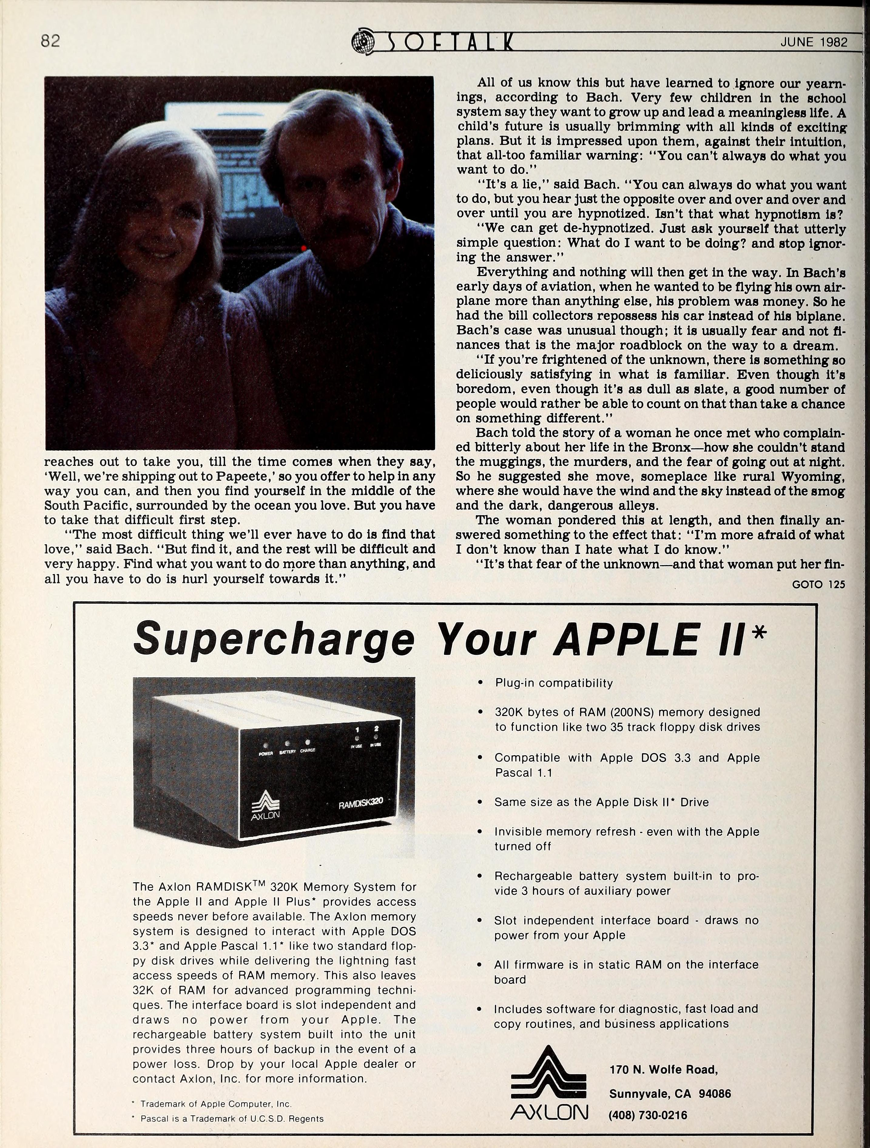 82
SOFTALK
JUNE 1982
reaches out to take you, till the time comes when they say,
'Well, we're shipping out to Papeete,' so you offer to help in any
way you can, and then you find yourself in the middle of the
South Pacific, surrounded by the ocean you love. But you have
to take that difficult first step.
"The most difficult thing we'll ever have to do is find that
love," said Bach. "But find it, and the rest will be difficult and
very happy. Find what you want to do more than anything, and
all you have to do is hurl yourself towards it."
All of us know this but have learned to ignore our yearn-
ings, according to Bach. Very few children in the school
system say they want to grow up and lead a meaningless life. A
child's future is usually brimming with all kinds of exciting
plans. But it is impressed upon them, against their intuition,
that all-too familiar warning: "You can't always do what you
want to do."
"It's a lie," said Bach. "You can always do what you want
to do, but you hear just the opposite over and over and over and
over until you are hypnotized. Isn't that what hypnotism is?
"We can get de-hypnotized. Just ask yourself that utterly
simple question: What do I want to be doing? and stop ignor-
ing the answer."
Everything and nothing will then get in the way. In Bach's
early days of aviation, when he wanted to be flying his own air-
plane more than anything else, his problem was money. So he
had the bill collectors repossess his car instead of his biplane.
Bach's case was unusual though; it is usually fear and not fi-
nances that is the major roadblock on the way to a dream.
"If you're frightened of the unknown, there is something so
deliciously satisfying in what is familiar. Even though it's
boredom, even though it's as dull as slate, a good number of
people would rather be able to count on that than take a chance
on something different."
Bach told the story of a woman he once met who complain-
ed bitterly about her life in the Bronx—how she couldn't stand
the muggings, the murders, and the fear of going out at night.
So he suggested she move, someplace like rural Wyoming,
where she would have the wind and the sky instead of the smog
and the dark, dangerous alleys.
The woman pondered this at length, and then finally an-
swered something to the effect that: "I'm more afraid of what
I don't know than I hate what I do know."
"It's that fear of the unknown—and that woman put her fin-
GOTO 125
Supercharge Your APPLE II*
POWER BATTERY CHARGE
1 2
IN USE IN USE
AXLON
RAMDISK320
The Axlon RAMDISK™ 320K Memory System for
the Apple II and Apple II Plus* provides access
speeds never before available. The Axlon memory
system is designed to interact with Apple DOS
3.3* and Apple Pascal 1.1* like two standard flop-
py disk drives while delivering the lightning fast
access speeds of RAM memory. This also leaves
32K of RAM for advanced programming techni-
ques. The interface board is slot independent and
draws no power from your Apple. The
rechargeable battery system built into the unit
provides three hours of backup in the event of a
power loss. Drop by your local Apple dealer or
contact Axlon, Inc. for more information.
* Trademark of Apple Computer, Inc.
* Pascal is a Trademark of U.C.S.D. Regents
• Plug-in compatibility
• 320K bytes of RAM (200NS) memory designed
to function like two 35 track floppy disk drives
• Compatible with Apple DOS 3.3 and Apple
Pascal 1.1
• Same size as the Apple Disk II* Drive
• Invisible memory refresh - even with the Apple
turned off
• Rechargeable battery system built-in to pro-
vide 3 hours of auxiliary power
• Slot independent interface board - draws no
power from your Apple
• All firmware is in static RAM on the interface
board
• Includes software for diagnostic, fast load and
copy routines, and business applications
AXLON
170 N. Wolfe Road,
Sunnyvale, CA 94086
(408) 730-0216